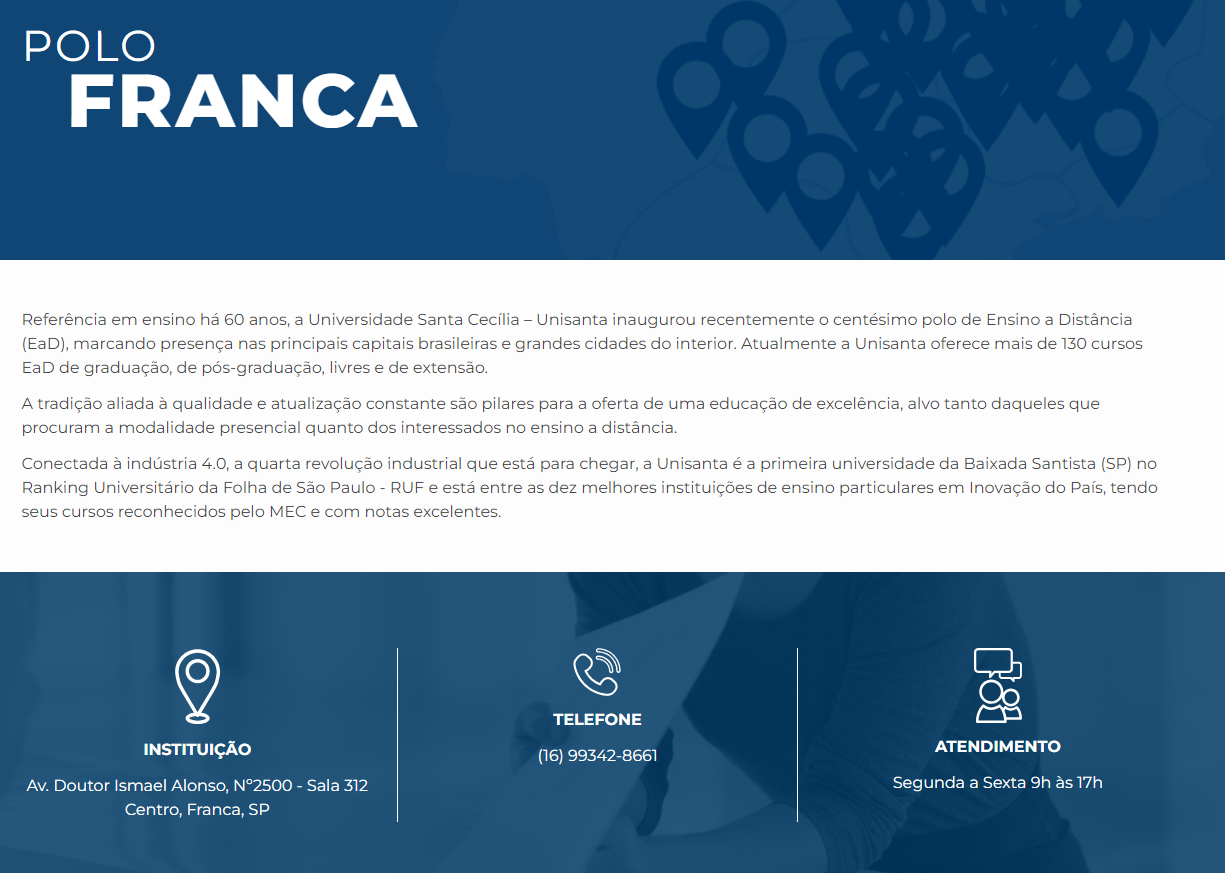 POLO
FRANCA
Referência em ensino há 60 anos, a Universidade Santa Cecília – Unisanta inaugurou recentemente o centésimo polo de Ensino a Distância
(EaD), marcando presença nas principais capitais brasileiras e grandes cidades do interior. Atualmente a Unisanta oferece mais de 130 cursos
EaD de graduação, de pós-graduação, livres e de extensão.
A tradição aliada à qualidade e atualização constante são pilares para a oferta de uma educação de excelência, alvo tanto daqueles que
procuram a modalidade presencial quanto dos interessados no ensino a distância.
Conectada à indústria 4.0, a quarta revolução industrial que está para chegar, a Unisanta é a primeira universidade da Baixada Santista (SP) no
Ranking Universitário da Folha de São Paulo - RUF e está entre as dez melhores instituições de ensino particulares em Inovação do País, tendo
seus cursos reconhecidos pelo MEC e com notas excelentes.
INSTITUIÇÃO
Av. Doutor Ismael Alonso, Nº2500 - Sala 312
Centro, Franca, SP
TELEFONE
(16) 99342-8661
ATENDIMENTO
Segunda a Sexta 9h às 17h